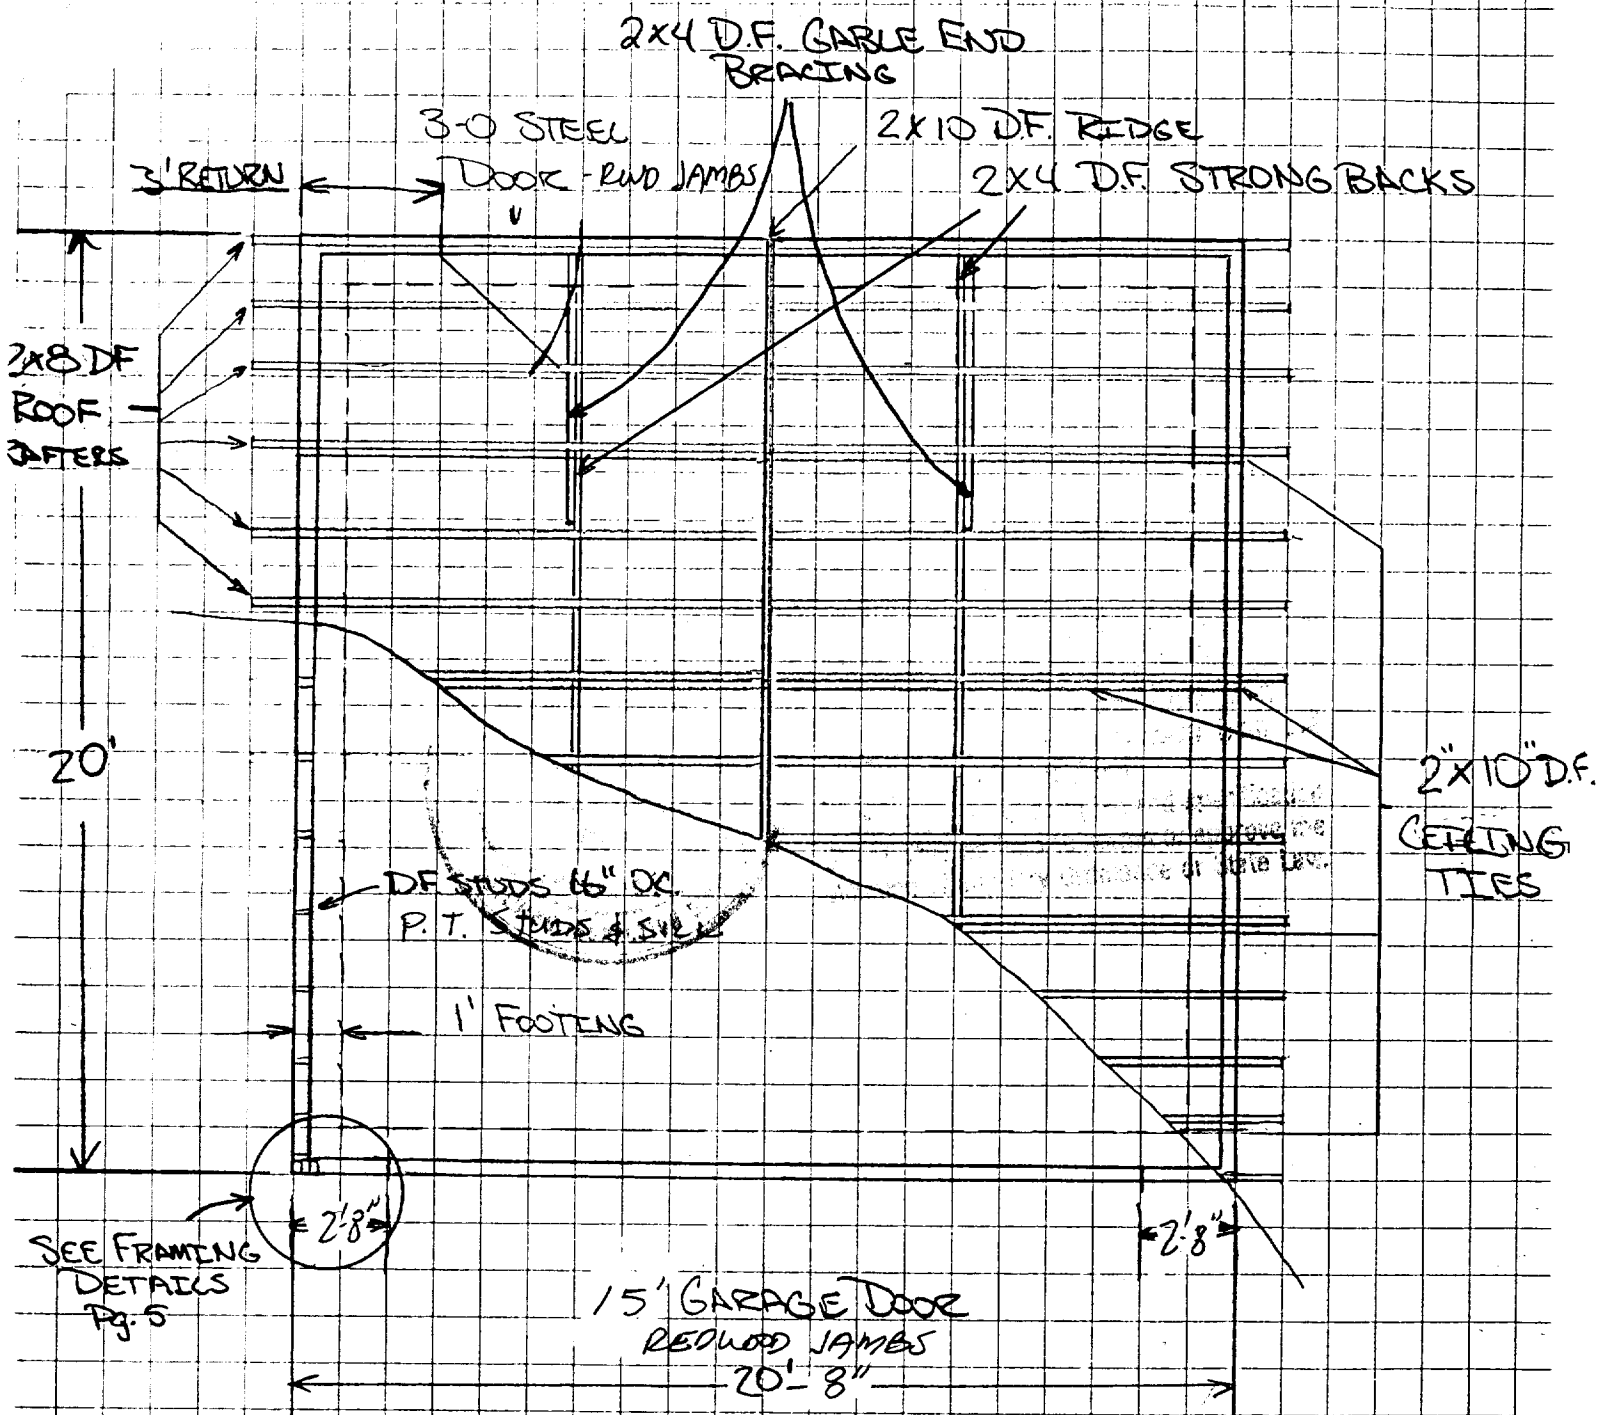 2x4 D.F. GABLE END
BRACING
3-0 STEEL
DOOR - RWD JAMBS
2x10 D.F. RIDGE
3' RETURN
2x4 D.F. STRONG BACKS
2x8 DF
ROOF
RAFTERS
20'
2"x10" D.F.
CEILING
TIES
DF STUDS 16" O.C.
P.T. STUDS & SILL
1' FOOTING
2'-8"
2'-8"
SEE FRAMING
DETAILS
Pg. 5
15' GARAGE DOOR
REDWOOD JAMBS
20'-8"